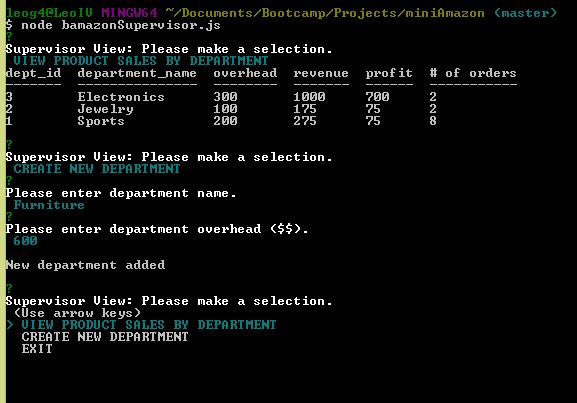 leog4@LeoIV MINGW64 ~/Documents/Bootcamp/Projects/miniAmazon (master)
$ node bamazonSupervisor.js
?
Supervisor View: Please make a selection.
 VIEW PRODUCT SALES BY DEPARTMENT
dept_id  department_name  overhead  revenue  profit  # of orders
-------  ---------------  --------  -------  ------  -----------
3        Electronics      300       1000     700     2
2        Jewelry          100       175      75      2
1        Sports           200       275      75      8
?
Supervisor View: Please make a selection.
 CREATE NEW DEPARTMENT
?
Please enter department name.
 Furniture
?
Please enter department overhead ($$).
 600
New department added
?
Supervisor View: Please make a selection.
 (Use arrow keys)
> VIEW PRODUCT SALES BY DEPARTMENT
  CREATE NEW DEPARTMENT
  EXIT